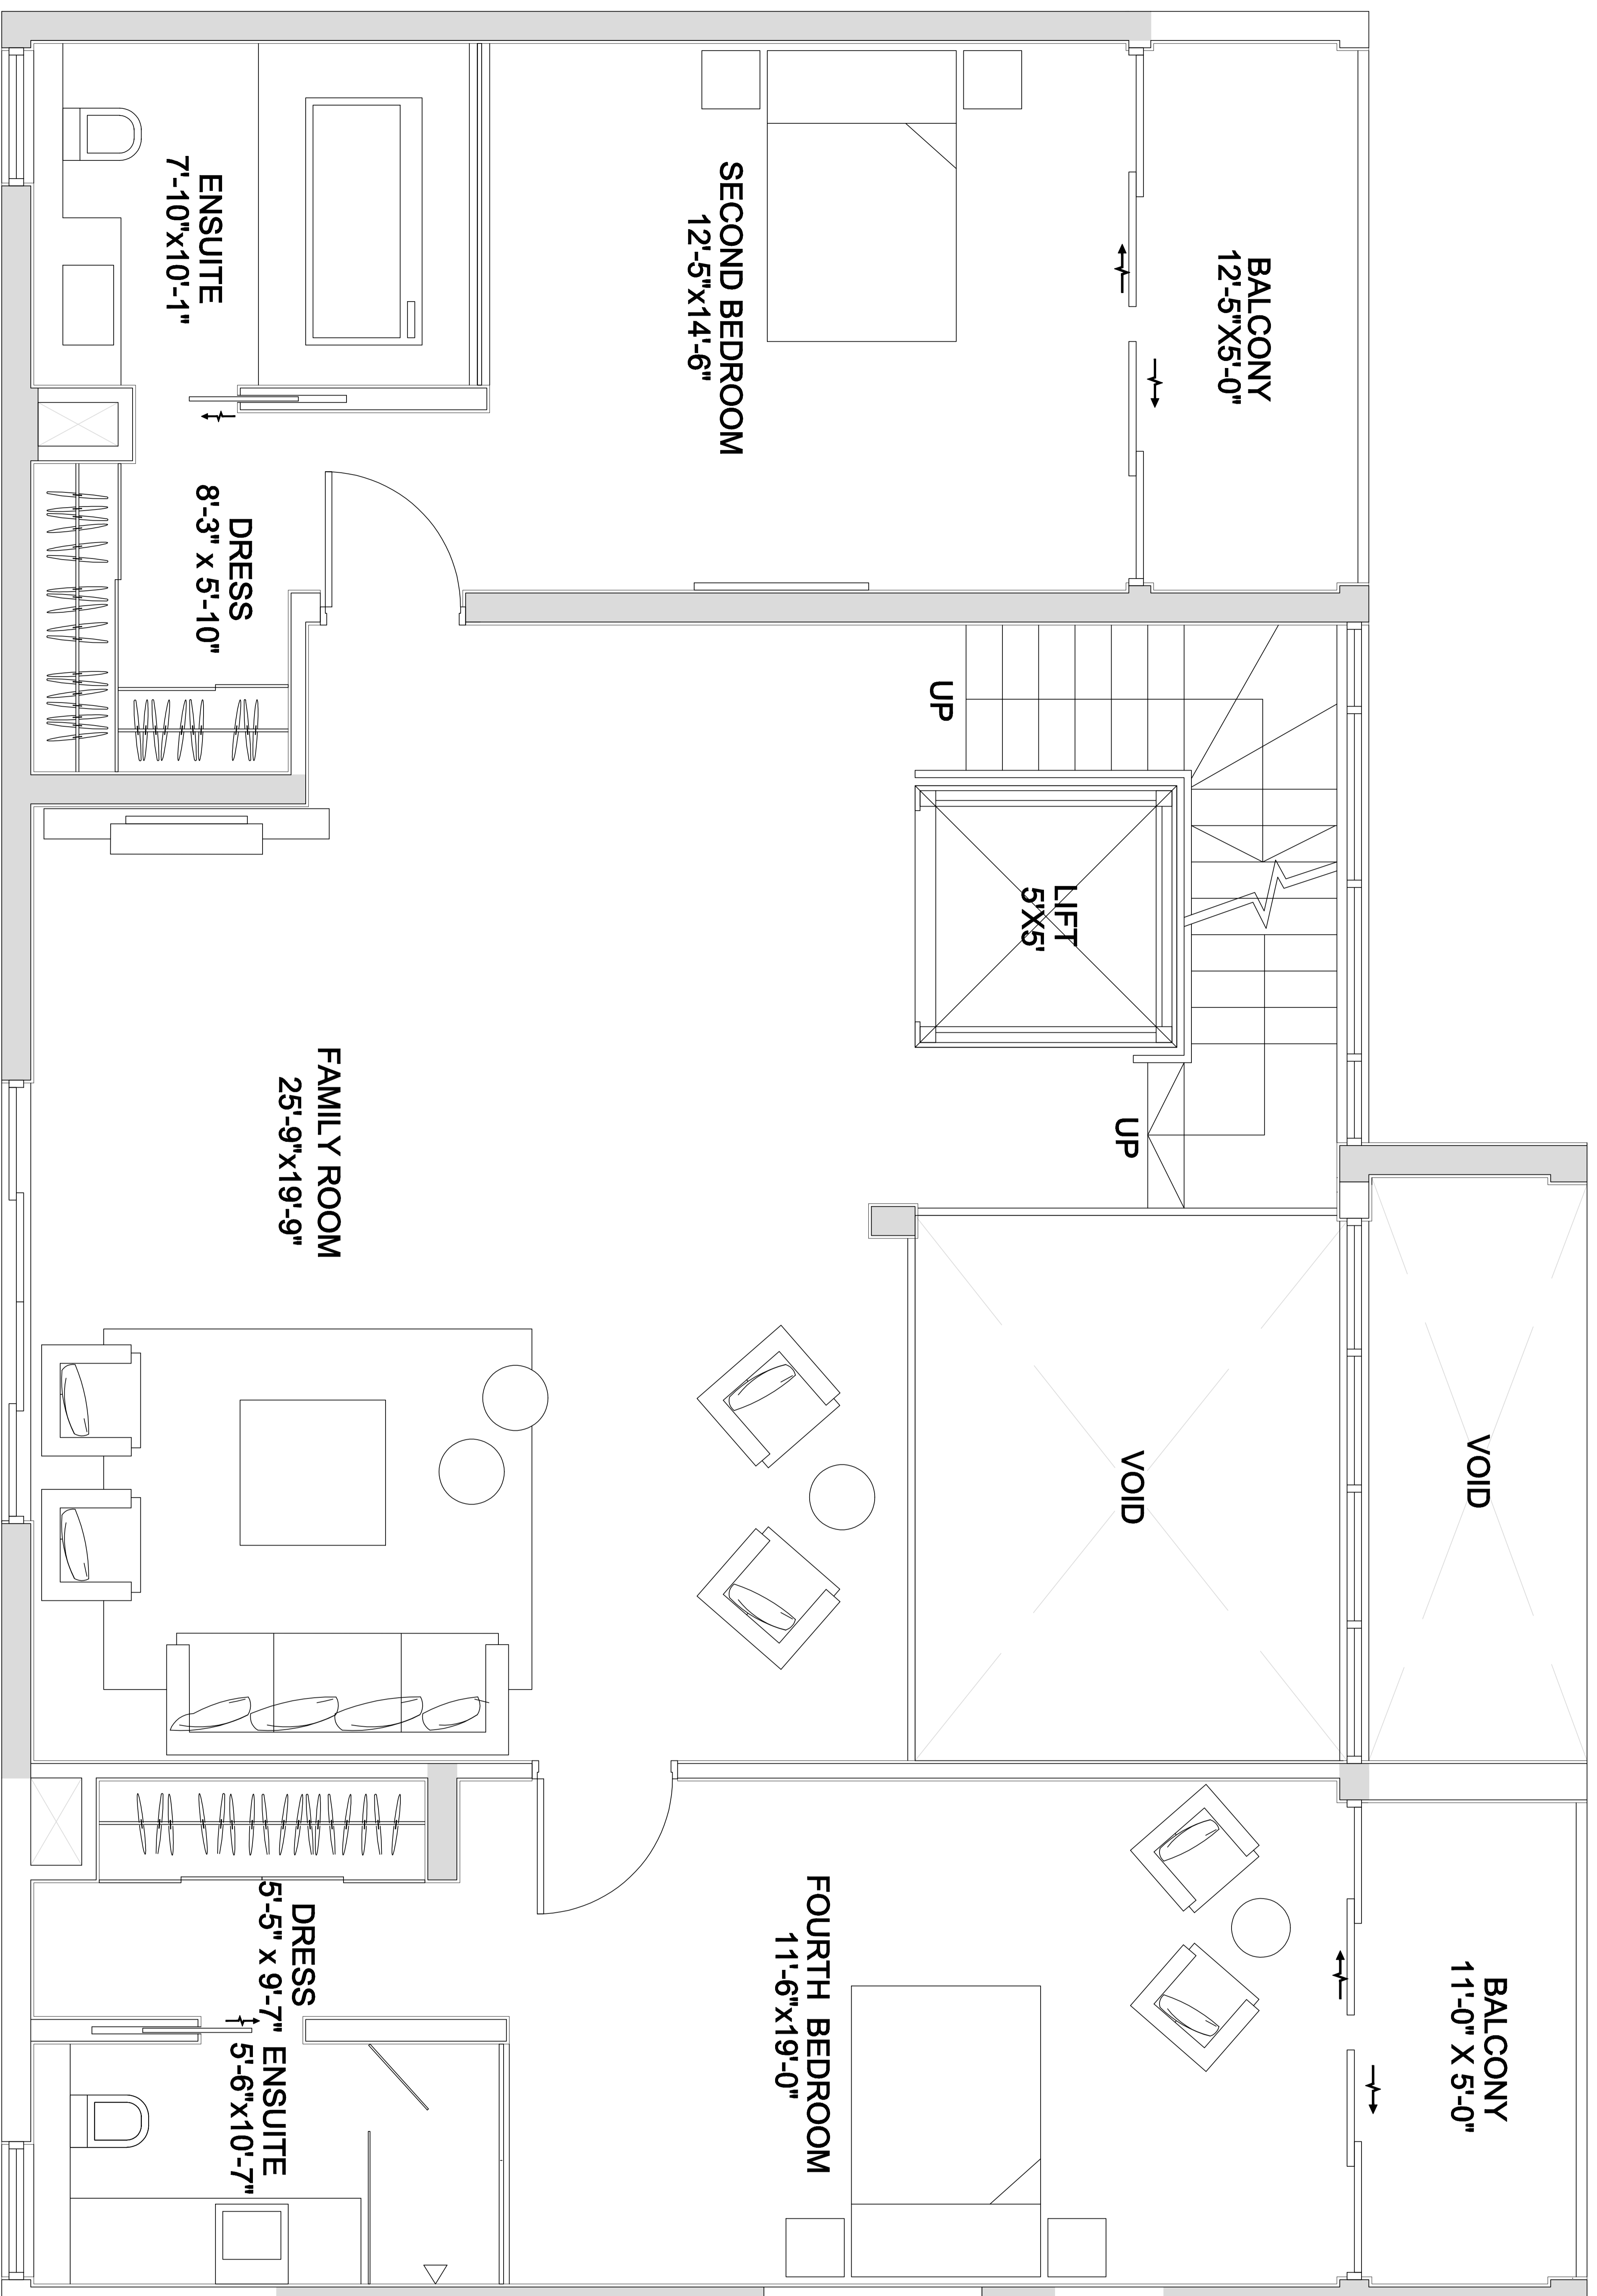 BALCONY
12'-5"X5'-0"
SECOND BEDROOM
12'-5"x14'-6"
ENSUITE
7'-10"x10'-1"
DRESS
8'-3" x 5'-10"
UP
LIFT
5'X5'
UP
VOID
VOID
FAMILY ROOM
25'-9"x19'-9"
BALCONY
11'-0" X 5'-0"
FOURTH BEDROOM
11'-6"x19'-0"
DRESS
5'-5" x 9'-7"
ENSUITE
5'-6"x10'-7"